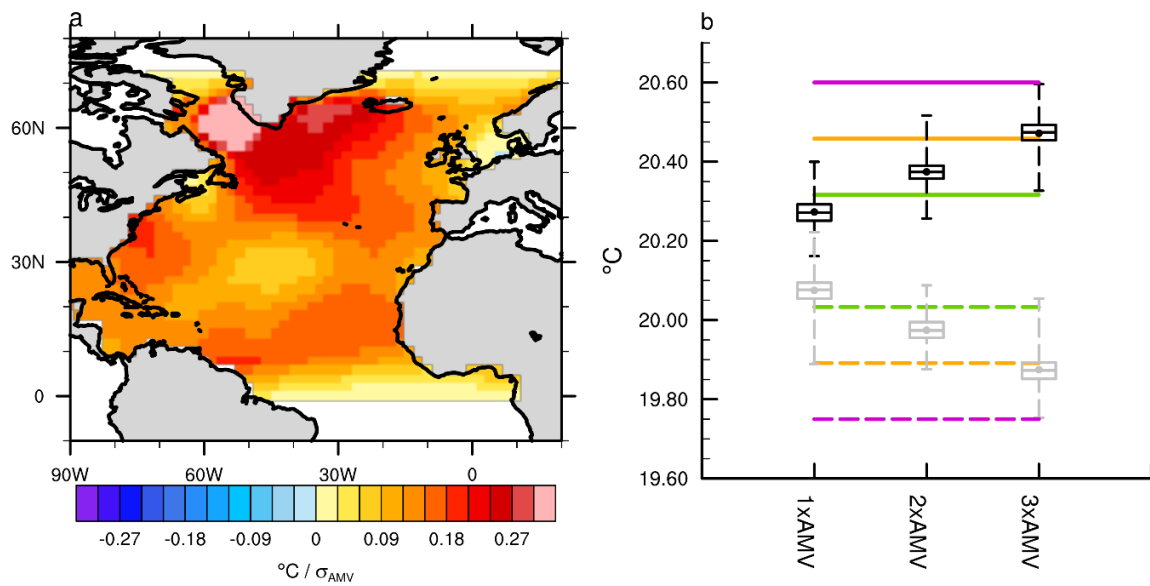 a
60N
30N
0
90W 60W 30W 0
-0.27 -0.18 -0.09 0 0.09 0.18 0.27
°C / σAMV
b
°C
20.60
20.40
20.20
20.00
19.80
19.60
1xAMV
2xAMV
3xAMV